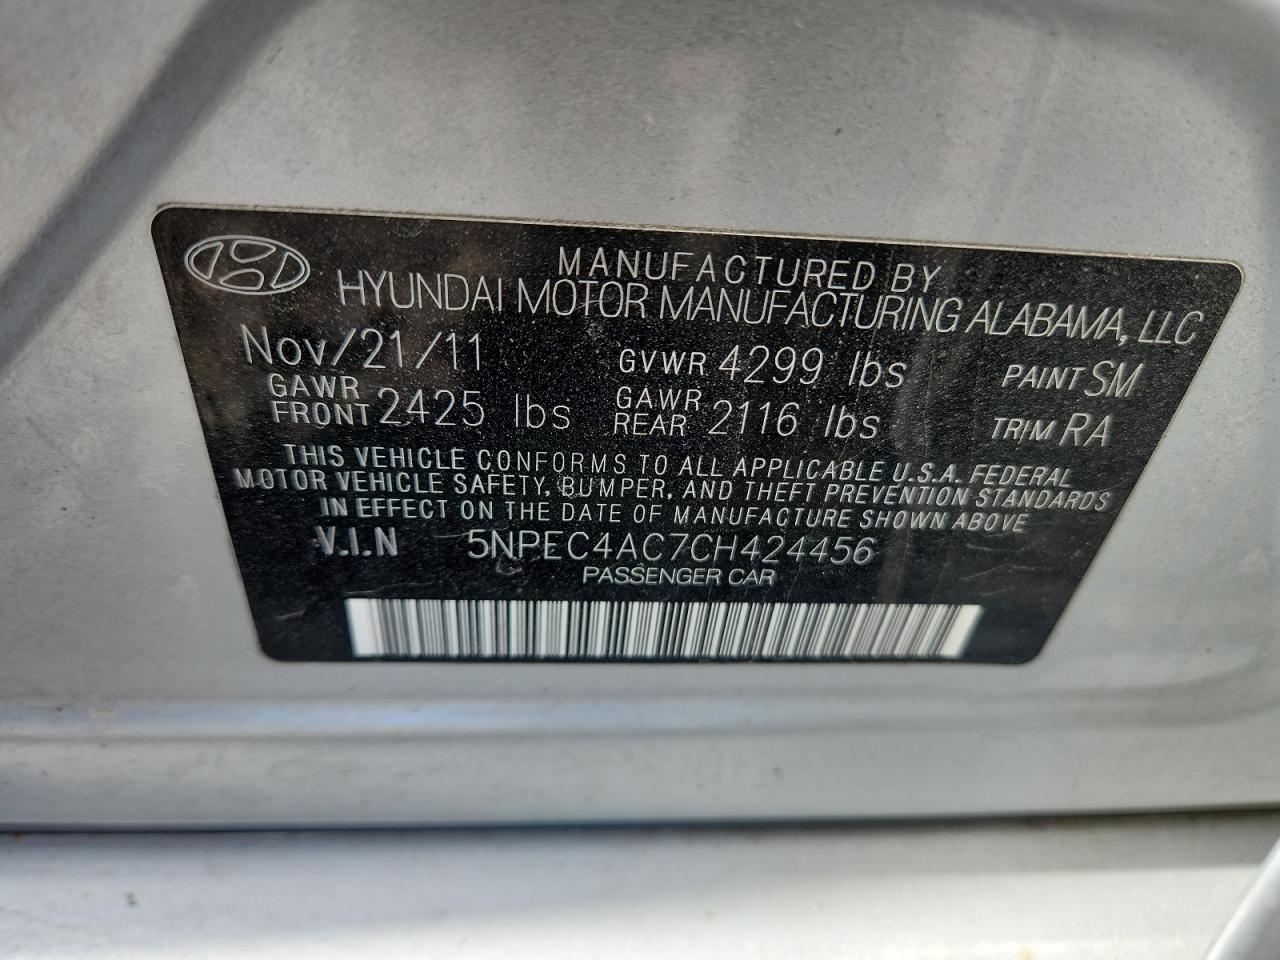 MANUFACTURED BY
HYUNDAI MOTOR MANUFACTURING ALABAMA, LLC
Nov/21/11 GVWR 4299 lbs PAINT SM
GAWR FRONT 2425 lbs GAWR REAR 2116 lbs TRIM RA
THIS VEHICLE CONFORMS TO ALL APPLICABLE U.S.A. FEDERAL
MOTOR VEHICLE SAFETY, BUMPER, AND THEFT PREVENTION STANDARDS
IN EFFECT ON THE DATE OF MANUFACTURE SHOWN ABOVE
V.I.N 5NPEC4AC7CH424456
PASSENGER CAR